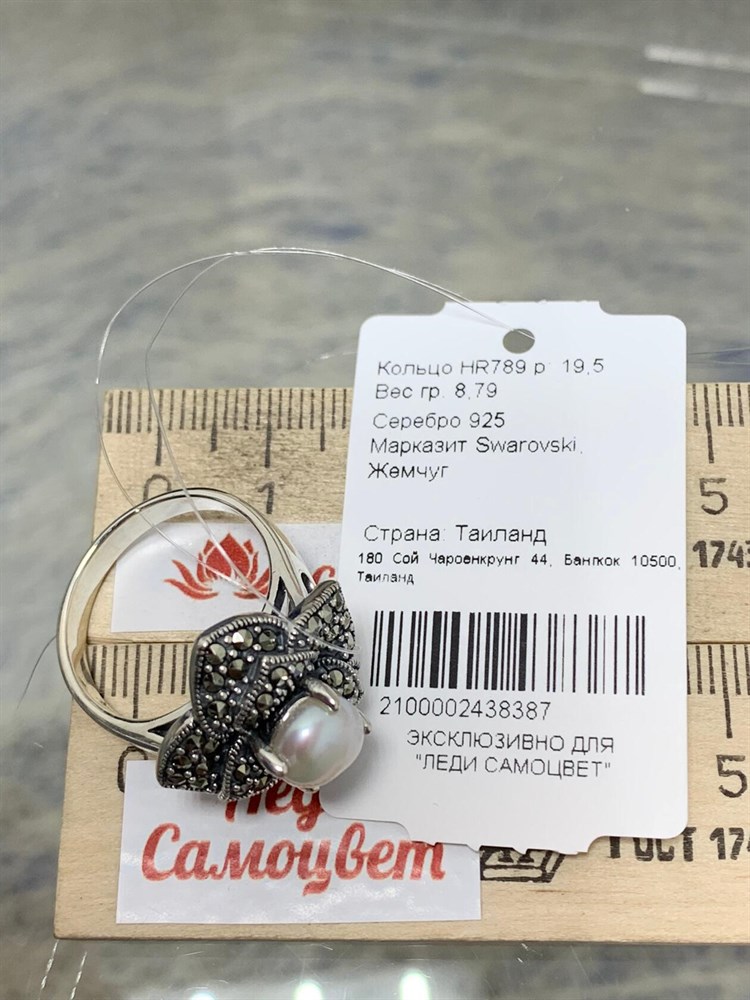 Кольцо HR789 р: 19,5
Вес гр. 8,79
Серебро 925
Марказит Swarovski,
Жемчуг
Страна: Таиланд
180 Сой Чароенкрунг 44, Бангкок 10500,
Таиланд
2100002438387
ЭКСКЛЮЗИВНО ДЛЯ
"ЛЕДИ САМОЦВЕТ"
0 1 5
174
5
Самоцвет
ГОСТ 174